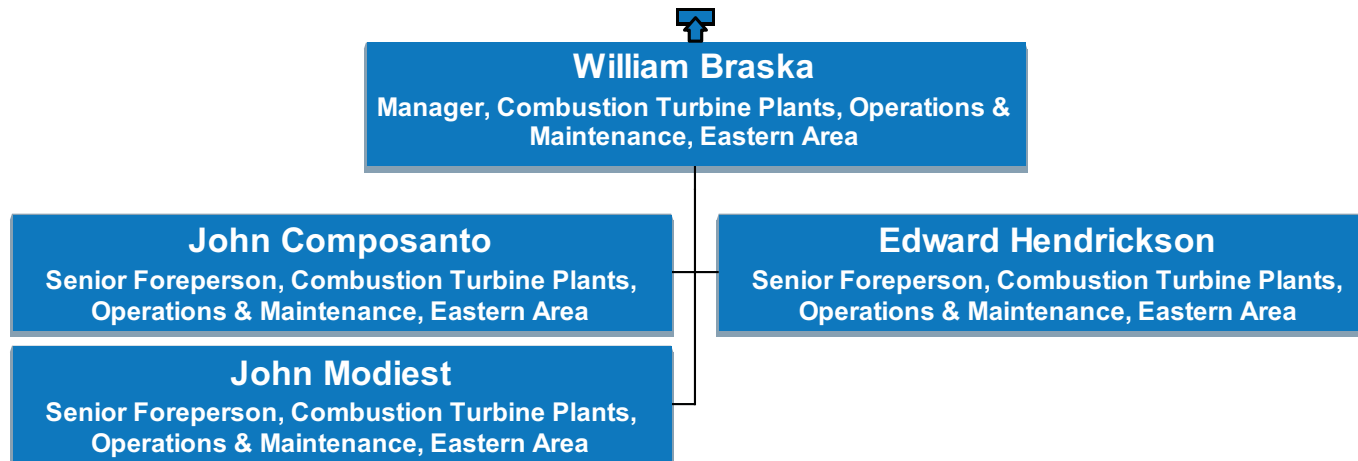 William Braska
Manager, Combustion Turbine Plants, Operations &
Maintenance, Eastern Area
John Composanto
Senior Foreperson, Combustion Turbine Plants,
Operations & Maintenance, Eastern Area
Edward Hendrickson
Senior Foreperson, Combustion Turbine Plants,
Operations & Maintenance, Eastern Area
John Modiest
Senior Foreperson, Combustion Turbine Plants,
Operations & Maintenance, Eastern Area